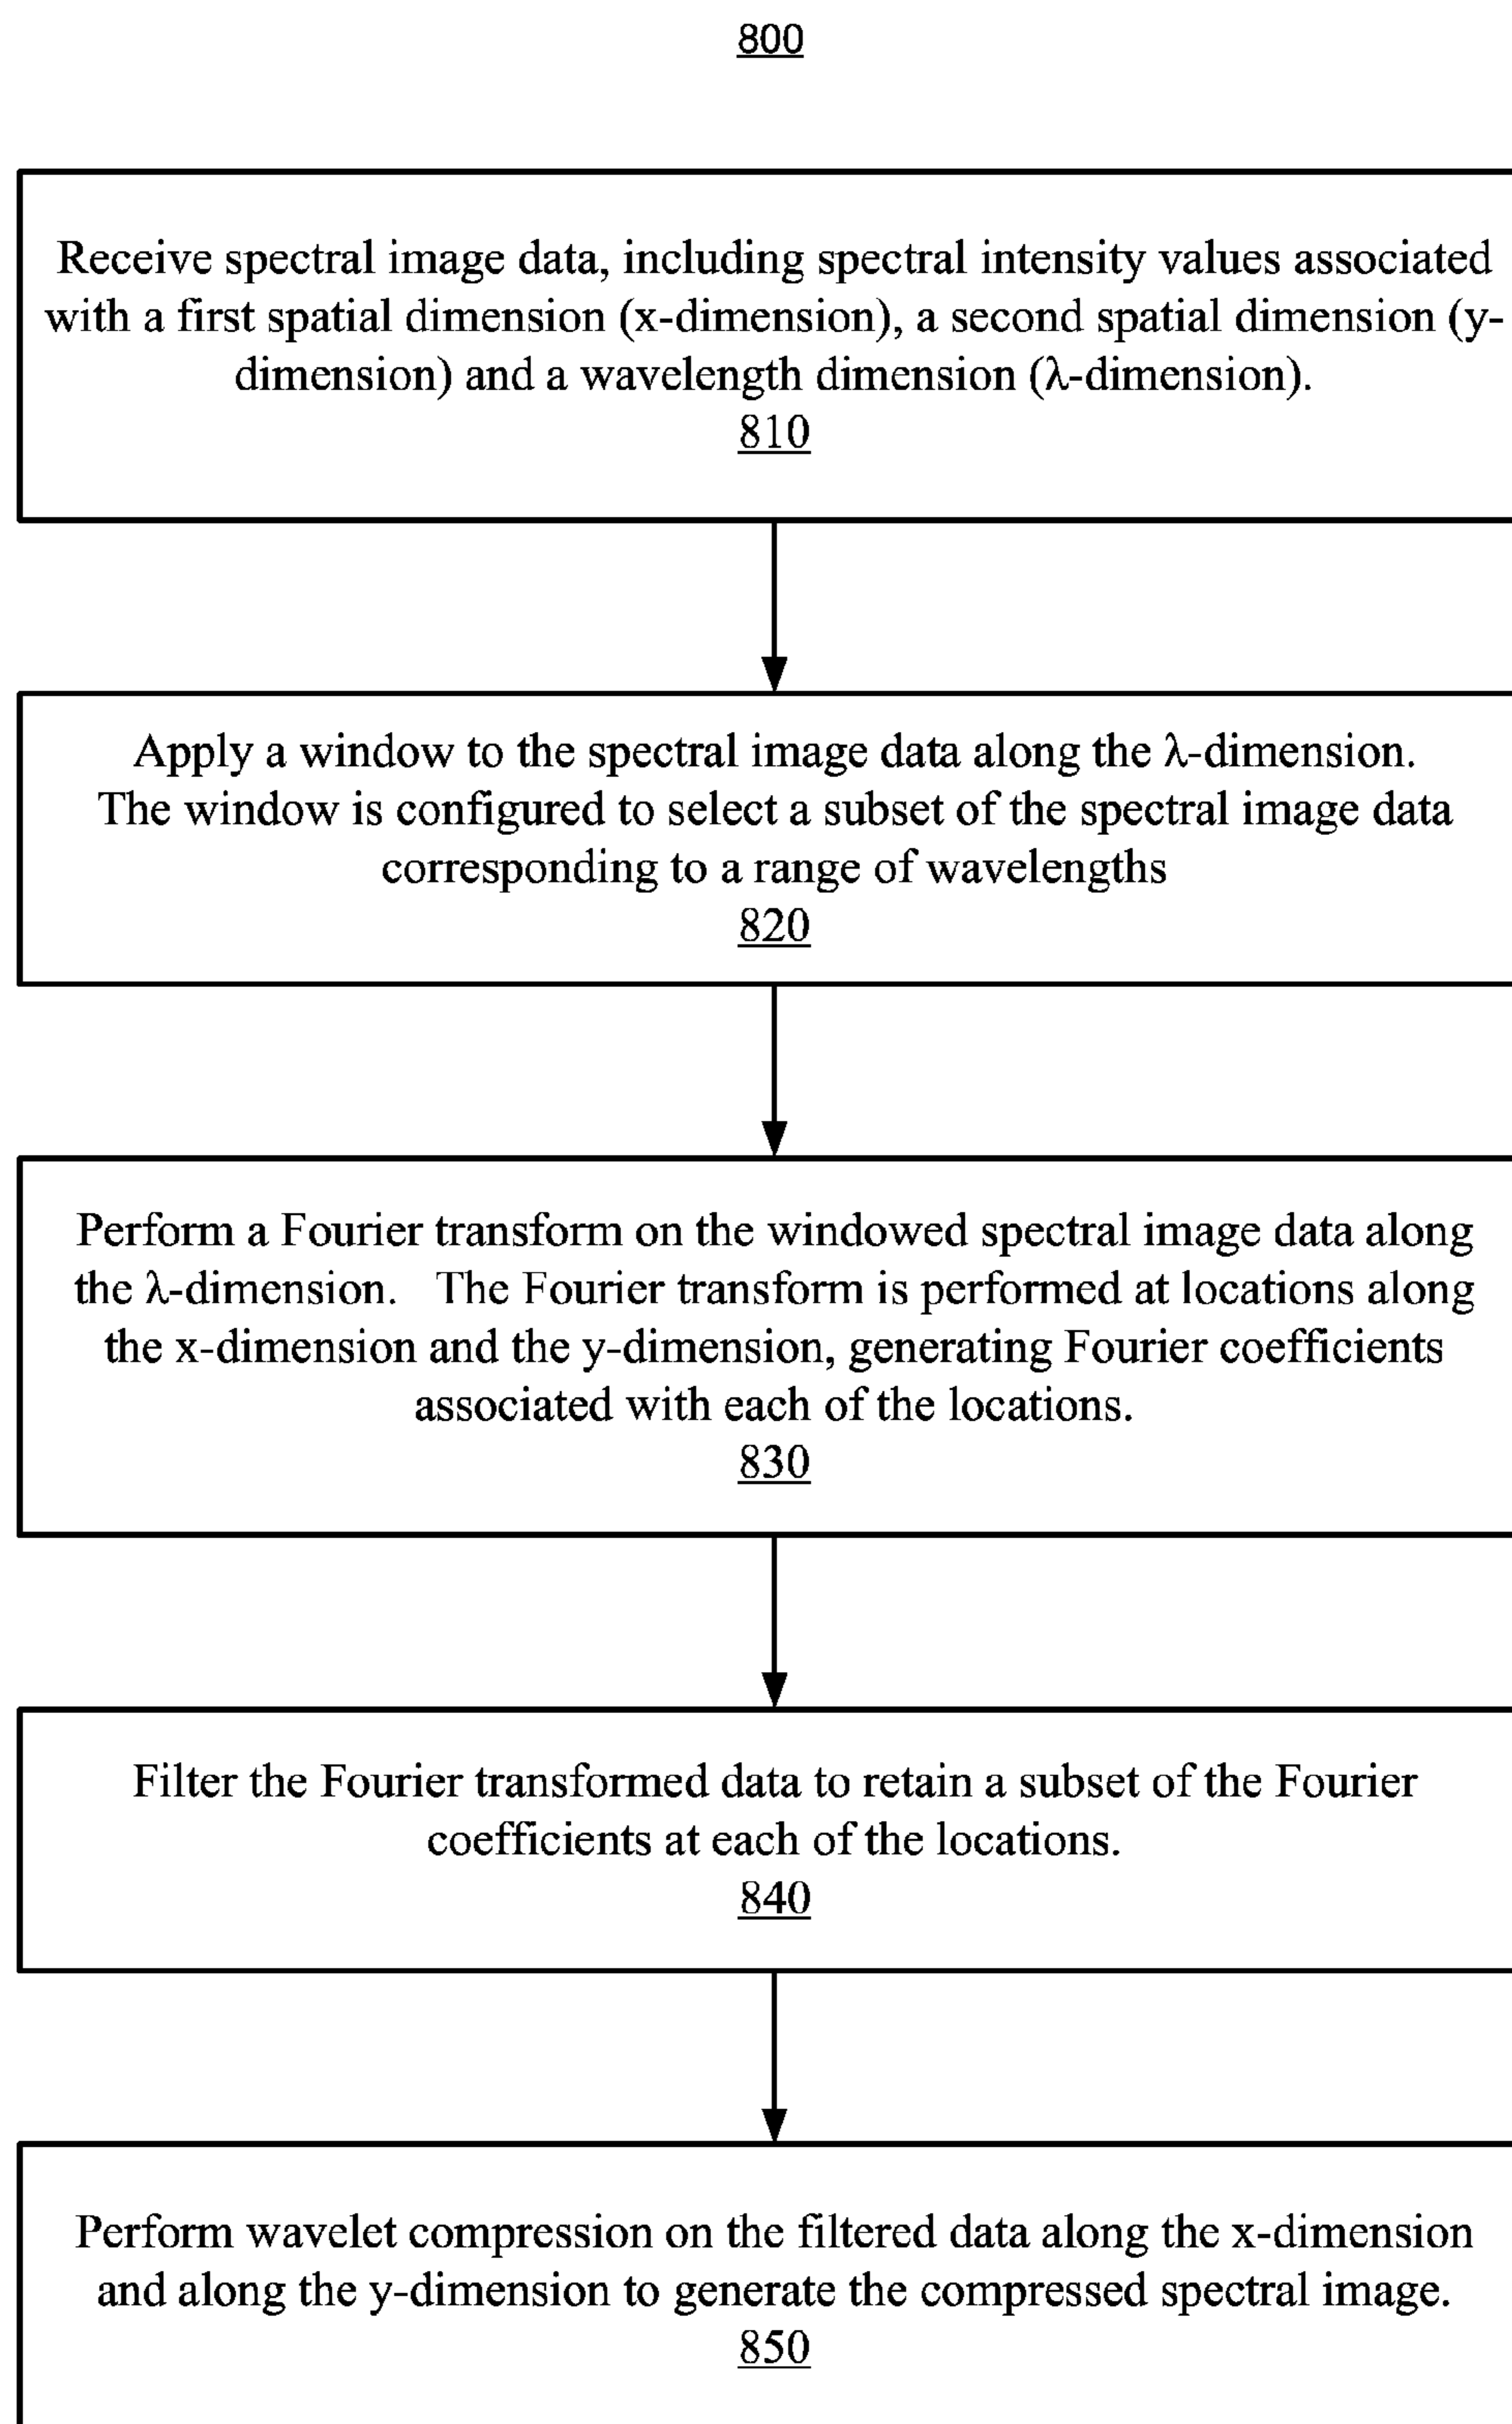 800
Receive spectral image data, including spectral intensity values associated
with a first spatial dimension (x-dimension), a second spatial dimension (y-
dimension) and a wavelength dimension (λ-dimension).
810
Apply a window to the spectral image data along the λ-dimension.
The window is configured to select a subset of the spectral image data
corresponding to a range of wavelengths
820
Perform a Fourier transform on the windowed spectral image data along
the λ-dimension. The Fourier transform is performed at locations along
the x-dimension and the y-dimension, generating Fourier coefficients
associated with each of the locations.
830
Filter the Fourier transformed data to retain a subset of the Fourier
coefficients at each of the locations.
840
Perform wavelet compression on the filtered data along the x-dimension
and along the y-dimension to generate the compressed spectral image.
850